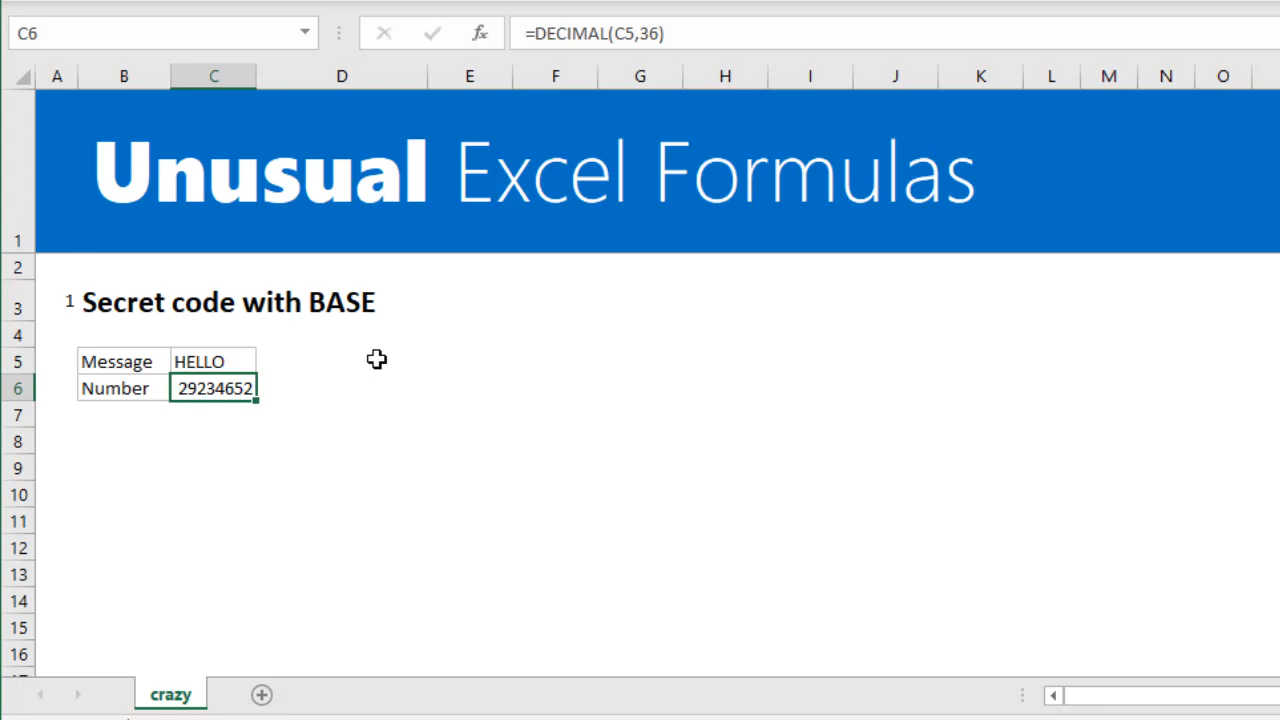 C6 fx =DECIMAL(C5,36)
A B C D E F G H I J K L M N O
1 Unusual Excel Formulas
2
3 1 Secret code with BASE
4
5 Message HELLO
6 Number 29234652
7
8
9
10
11
12
13
14
15
16
crazy